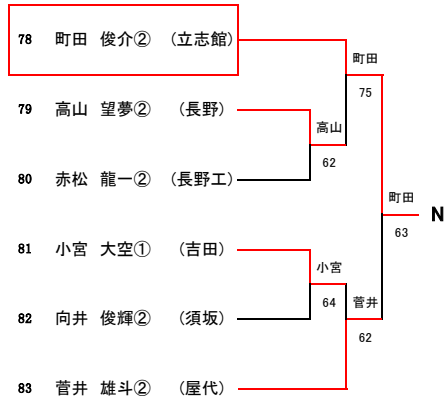 78 町田 俊介② (立志館)
町田
75
79 高山 望夢② (長野)
高山
62
80 赤松 龍一② (長野工)
町田
63
N
81 小宮 大空① (吉田)
小宮
64
菅井
62
82 向井 俊輝② (須坂)
83 菅井 雄斗② (屋代)